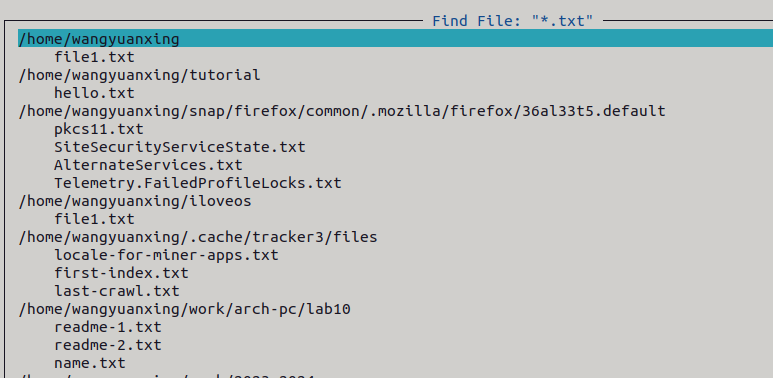 Find File: "*.txt"
/home/wangyuanxing
file1.txt
/home/wangyuanxing/tutorial
hello.txt
/home/wangyuanxing/snap/firefox/common/.mozilla/firefox/36al33t5.default
pkcs11.txt
SiteSecurityServiceState.txt
AlternateServices.txt
Telemetry.FailedProfileLocks.txt
/home/wangyuanxing/iloveos
file1.txt
/home/wangyuanxing/.cache/tracker3/files
locale-for-miner-apps.txt
first-index.txt
last-crawl.txt
/home/wangyuanxing/work/arch-pc/lab10
readme-1.txt
readme-2.txt
name.txt